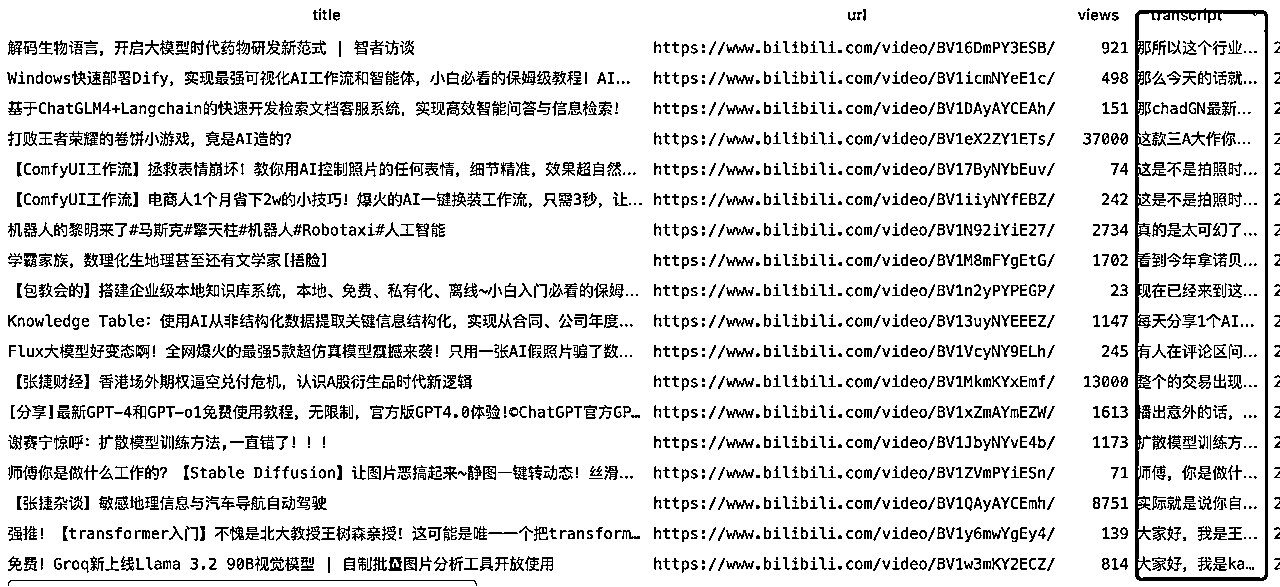 title url views transcript
解码生物语言，开启大模型时代药物研发新范式 | 智者访谈 https://www.bilibili.com/video/BV16DmPY3ESB/ 921 那所以这个行业... 2
Windows快速部署Dify，实现最强可视化AI工作流和智能体，小白必看的保姆级教程！AI... https://www.bilibili.com/video/BV1icmNYeE1c/ 498 那么今天的话就... 2
基于ChatGLM4+Langchain的快速开发检索文档客服系统，实现高效智能问答与信息检索！ https://www.bilibili.com/video/BV1DAyAYCEAh/ 151 那chadGN最新... 2
打败王者荣耀的卷饼小游戏，竟是AI造的？ https://www.bilibili.com/video/BV1eX2ZY1ETs/ 37000 这款三A大作你... 2
【ComfyUI工作流】拯救表情崩坏！教你用AI控制照片的任何表情，细节精准，效果超自然... https://www.bilibili.com/video/BV17ByNYbEuv/ 74 这是不是拍照时... 2
【ComfyUI工作流】电商人1个月省下2w的小技巧！爆火的AI一键换装工作流，只需3秒，让... https://www.bilibili.com/video/BV1iiyNYfEBZ/ 242 这是不是拍照时... 2
机器人的黎明来了#马斯克#擎天柱#机器人#Robotaxi#人工智能 https://www.bilibili.com/video/BV1N92iYiE27/ 2734 真的是太可幻了... 2
学霸家族，数理化生地理甚至还有文学家[捂脸] https://www.bilibili.com/video/BV1M8mFYgEtG/ 1702 看到今年拿诺贝... 2
【包教会的】搭建企业级本地知识库系统，本地、免费、私有化、离线~小白入门必看的保姆... https://www.bilibili.com/video/BV1n2yPYPEGP/ 23 现在已经来到这... 2
Knowledge Table：使用AI从非结构化数据提取关键信息结构化，实现从合同、公司年度... https://www.bilibili.com/video/BV13uyNYEEEZ/ 1147 每天分享1个AI... 2
Flux大模型好变态啊！全网爆火的最强5款超仿真模型震撼来袭！只用一张AI假照片骗了数... https://www.bilibili.com/video/BV1VcyNY9ELh/ 245 有人在评论区问... 2
【张捷财经】香港场外期权逼空兑付危机，认识A股衍生品时代新逻辑 https://www.bilibili.com/video/BV1MkmKYxEmf/ 13000 整个的交易出现... 2
[分享]最新GPT-4和GPT-o1免费使用教程，无限制，官方版GPT4.0体验!©ChatGPT官方GP... https://www.bilibili.com/video/BV1xZmAYmEZW/ 1613 播出意外的话，... 2
谢赛宁惊呼：扩散模型训练方法,一直错了！！！ https://www.bilibili.com/video/BV1JbyNYvE4b/ 1173 扩散模型训练方... 2
师傅你是做什么工作的？【Stable Diffusion】让图片恶搞起来~静图一键转动态！丝滑... https://www.bilibili.com/video/BV1ZVmPYiESn/ 71 师傅，你是做什... 2
【张捷杂谈】敏感地理信息与汽车导航自动驾驶 https://www.bilibili.com/video/BV1QAyAYCEmh/ 8751 实际就是说你自... 2
强推！【transformer入门】不愧是北大教授王树森亲授！这可能是唯一一个把transform… https://www.bilibili.com/video/BV1y6mwYgEy4/ 139 大家好，我是王... 2
免费！Groq新上线Llama 3.2 90B视觉模型 | 自制批量图片分析工具开放使用 https://www.bilibili.com/video/BV1w3mKY2ECZ/ 814 大家好，我是ka… 2